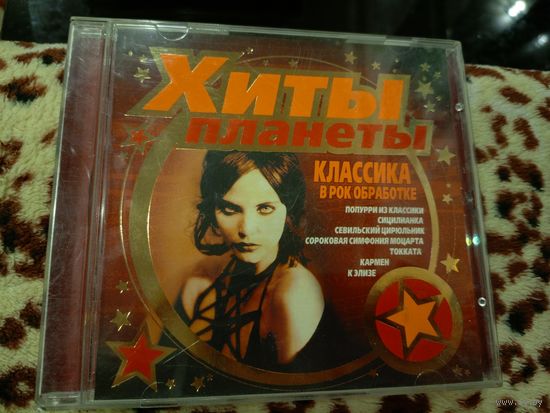 Хиты
планеты
КЛАССИКА
В РОК ОБРАБОТКЕ
ПОПУРРИ ИЗ КЛАССИКИ
СИЦИЛИАНКА
СЕВИЛЬСКИЙ ЦИРЮЛЬНИК
СОРОКОВАЯ СИМФОНИЯ МОЦАРТА
ТОККАТА
КАРМЕН
К ЭЛИЗЕ